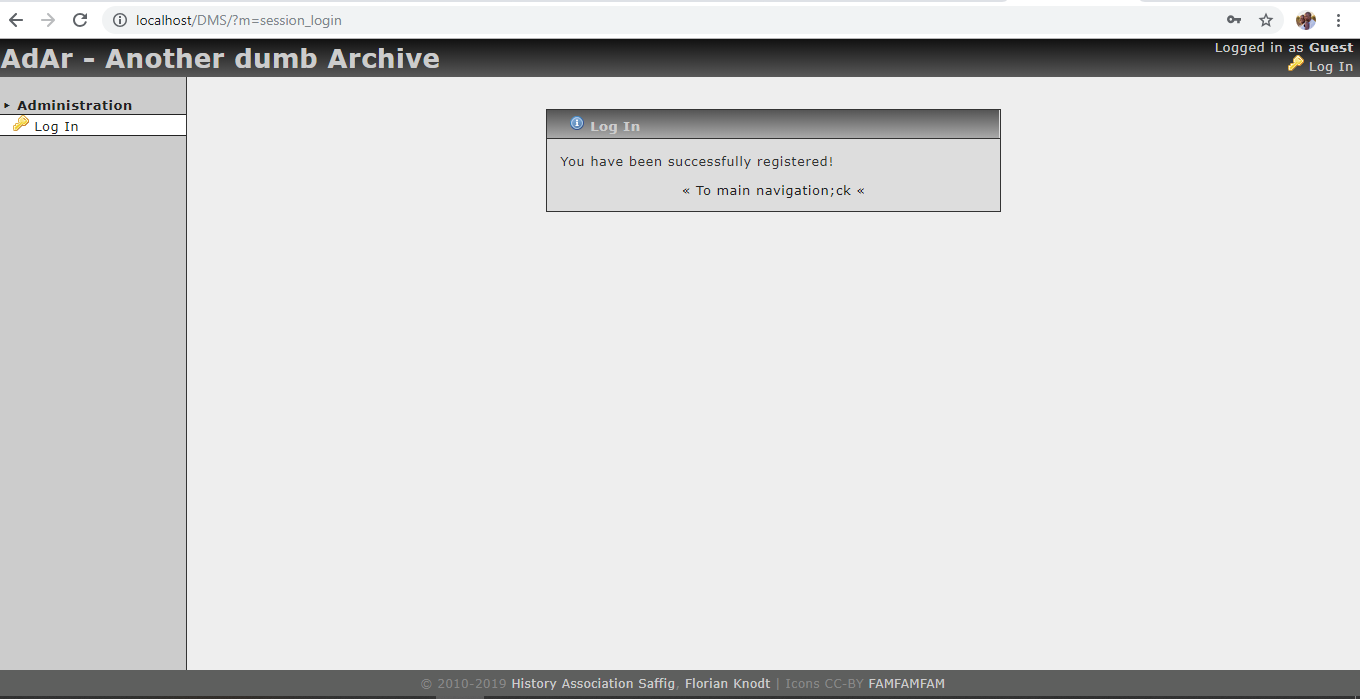 localhost/DMS/?m=session_login
AdAr - Another dumb Archive
Logged in as Guest
Log In
Administration
Log In
Log In
You have been successfully registered!
« To main navigation;ck «
© 2010-2019 History Association Saffig, Florian Knodt | Icons CC-BY FAMFAMFAM